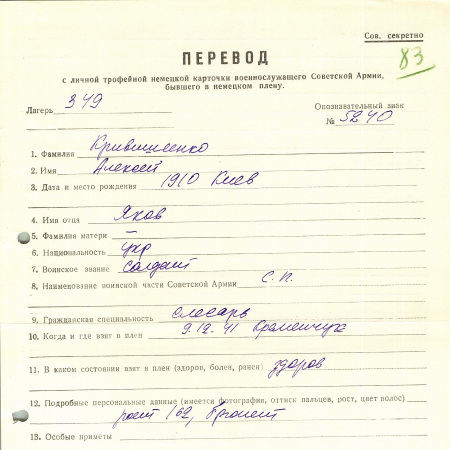 Сов. секретно
83
ПЕРЕВОД
с личной трофейной немецкой карточки военнослужащего Советской Армии,
бывшего в немецком плену.
Лагерь 349
Опознавательный знак
№ 5240
1. Фамилия Кривошеенко
2. Имя Алексей
3. Дата и место рождения 1910 Киев
4. Имя отца Яков
5. Фамилия матери —
6. Национальность укр
7. Воинское звание солдат
8. Наименование воинской части Советской Армии с.п.
9. Гражданская специальность слесарь
10. Когда и где взят в плен 9.12.41 Кременчук
11. В каком состоянии взят в плен (здоров, болен, ранен) здоров
12. Подробные персональные данные (имеется фотография, оттиск пальцев, рост, цвет волос)
рост 162,
13. Особые приметы